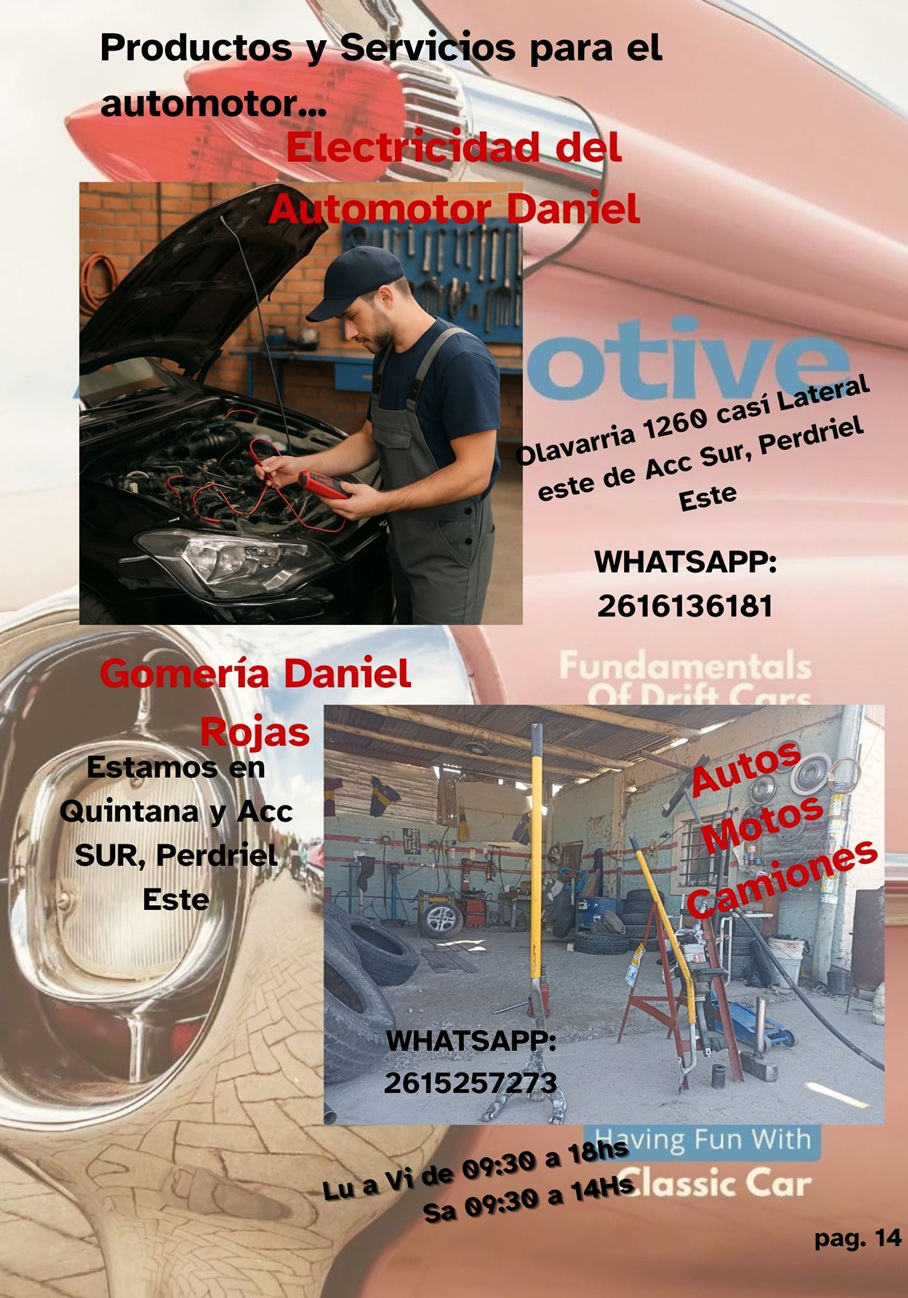 Productos y Servicios para el
automotor...
Electricidad del
Automotor Daniel
otive
Olavarria 1260 casí Lateral
este de Acc Sur, Perdriel
Este
WHATSAPP:
2616136181
Fundamentals
Of Drift Cars
Gomería Daniel
Rojas
Estamos en
Quintana y Acc
SUR, Perdriel
Este
Autos
Motos
Camiones
WHATSAPP:
2615257273
Having Fun With
Classic Car
Lu a Vi de 09:30 a 18hs
Sa 09:30 a 14Hs
pag. 14